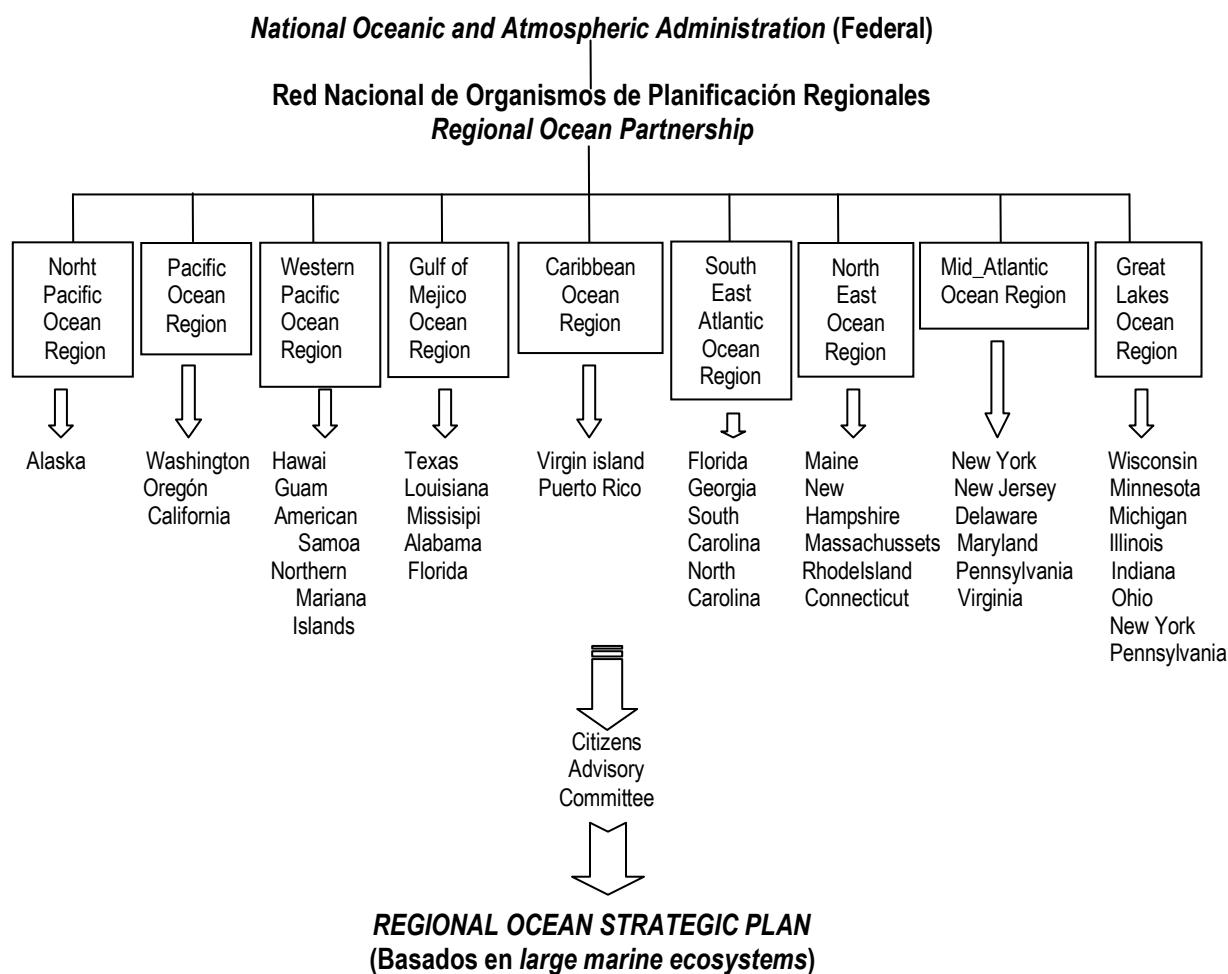 National Oceanic and Atmospheric Administration (Federal)
Red Nacional de Organismos de Planificación Regionales
Regional Ocean Partnership
Norht
Pacific
Ocean
Region
Pacific
Ocean
Region
Western
Pacific
Ocean
Region
Gulf of
Mejico
Ocean
Region
Caribbean
Ocean
Region
South
East
Atlantic
Ocean
Region
North
East
Ocean
Region
Mid_Atlantic
Ocean Region
Great
Lakes
Ocean
Region
Alaska
Washington
Oregón
California
Hawai
Guam
American
Samoa
Northern
Mariana
Islands
Texas
Louisiana
Missisipi
Alabama
Florida
Virgin island
Puerto Rico
Florida
Georgia
South
Carolina
North
Carolina
Maine
New
Hampshire
Massachussets
RhodeIsland
Connecticut
New York
New Jersey
Delaware
Maryland
Pennsylvania
Virginia
Wisconsin
Minnesota
Michigan
Illinois
Indiana
Ohio
New York
Pennsylvania
Citizens
Advisory
Committee
REGIONAL OCEAN STRATEGIC PLAN
(Basados en large marine ecosystems)